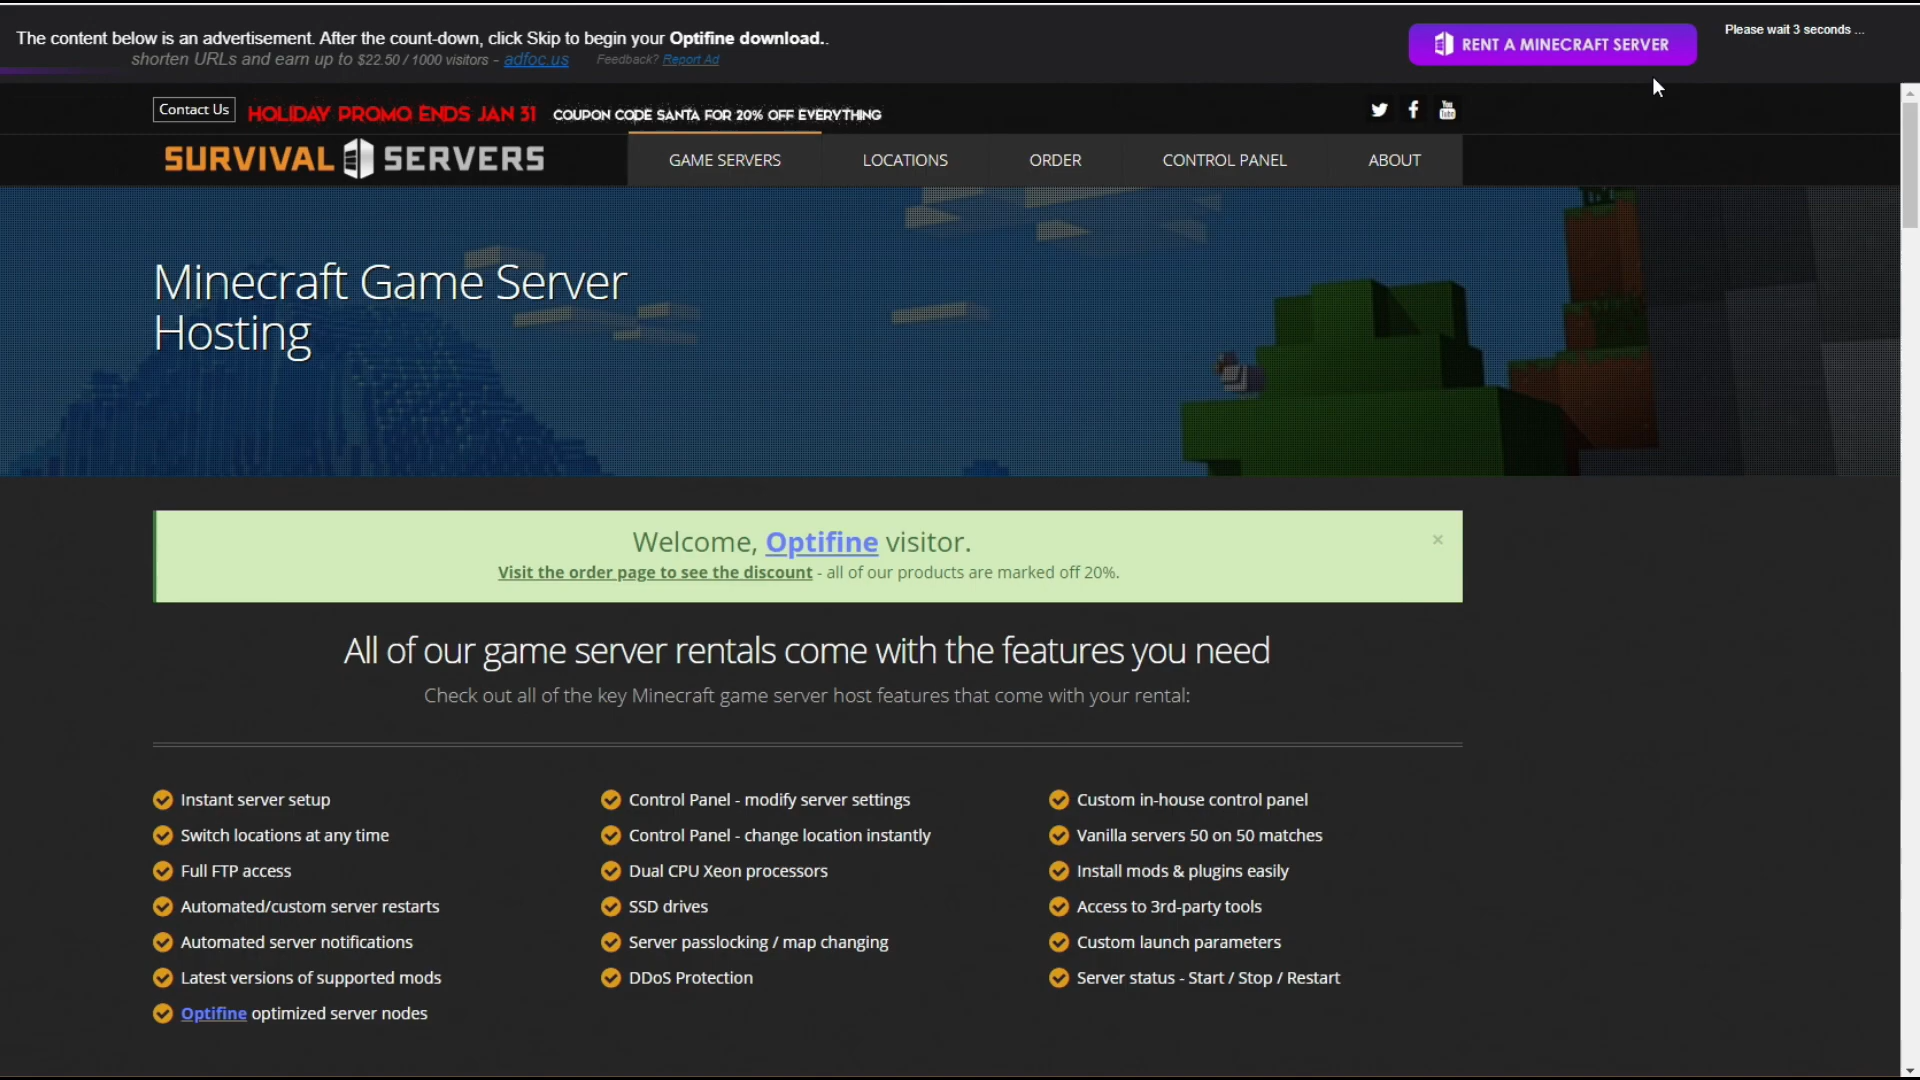 The content below is an advertisement. After the count-down, click Skip to begin your Optifine download..
shorten URLs and earn up to $22.50 / 1000 visitors - adfoc.us Feedback? Report Ad
RENT A MINECRAFT SERVER
Please wait 3 seconds ...
Contact Us
HOLIDAY PROMO ENDS JAN 31 COUPON CODE SANTA FOR 20% OFF EVERYTHING
You Tube
SURVIVAL SERVERS
GAME SERVERS
LOCATIONS
ORDER
CONTROL PANEL
ABOUT
Minecraft Game Server
Hosting
Welcome, Optifine visitor.
×
Visit the order page to see the discount - all of our products are marked off 20%.
All of our game server rentals come with the features you need
Check out all of the key Minecraft game server host features that come with your rental:
Instant server setup
Switch locations at any time
Full FTP access
Automated/custom server restarts
Automated server notifications
Latest versions of supported mods
Optifine optimized server nodes
Control Panel - modify server settings
Control Panel - change location instantly
Dual CPU Xeon processors
SSD drives
Server passlocking / map changing
DDoS Protection
Custom in-house control panel
Vanilla servers 50 on 50 matches
Install mods & plugins easily
Access to 3rd-party tools
Custom launch parameters
Server status - Start / Stop / Restart